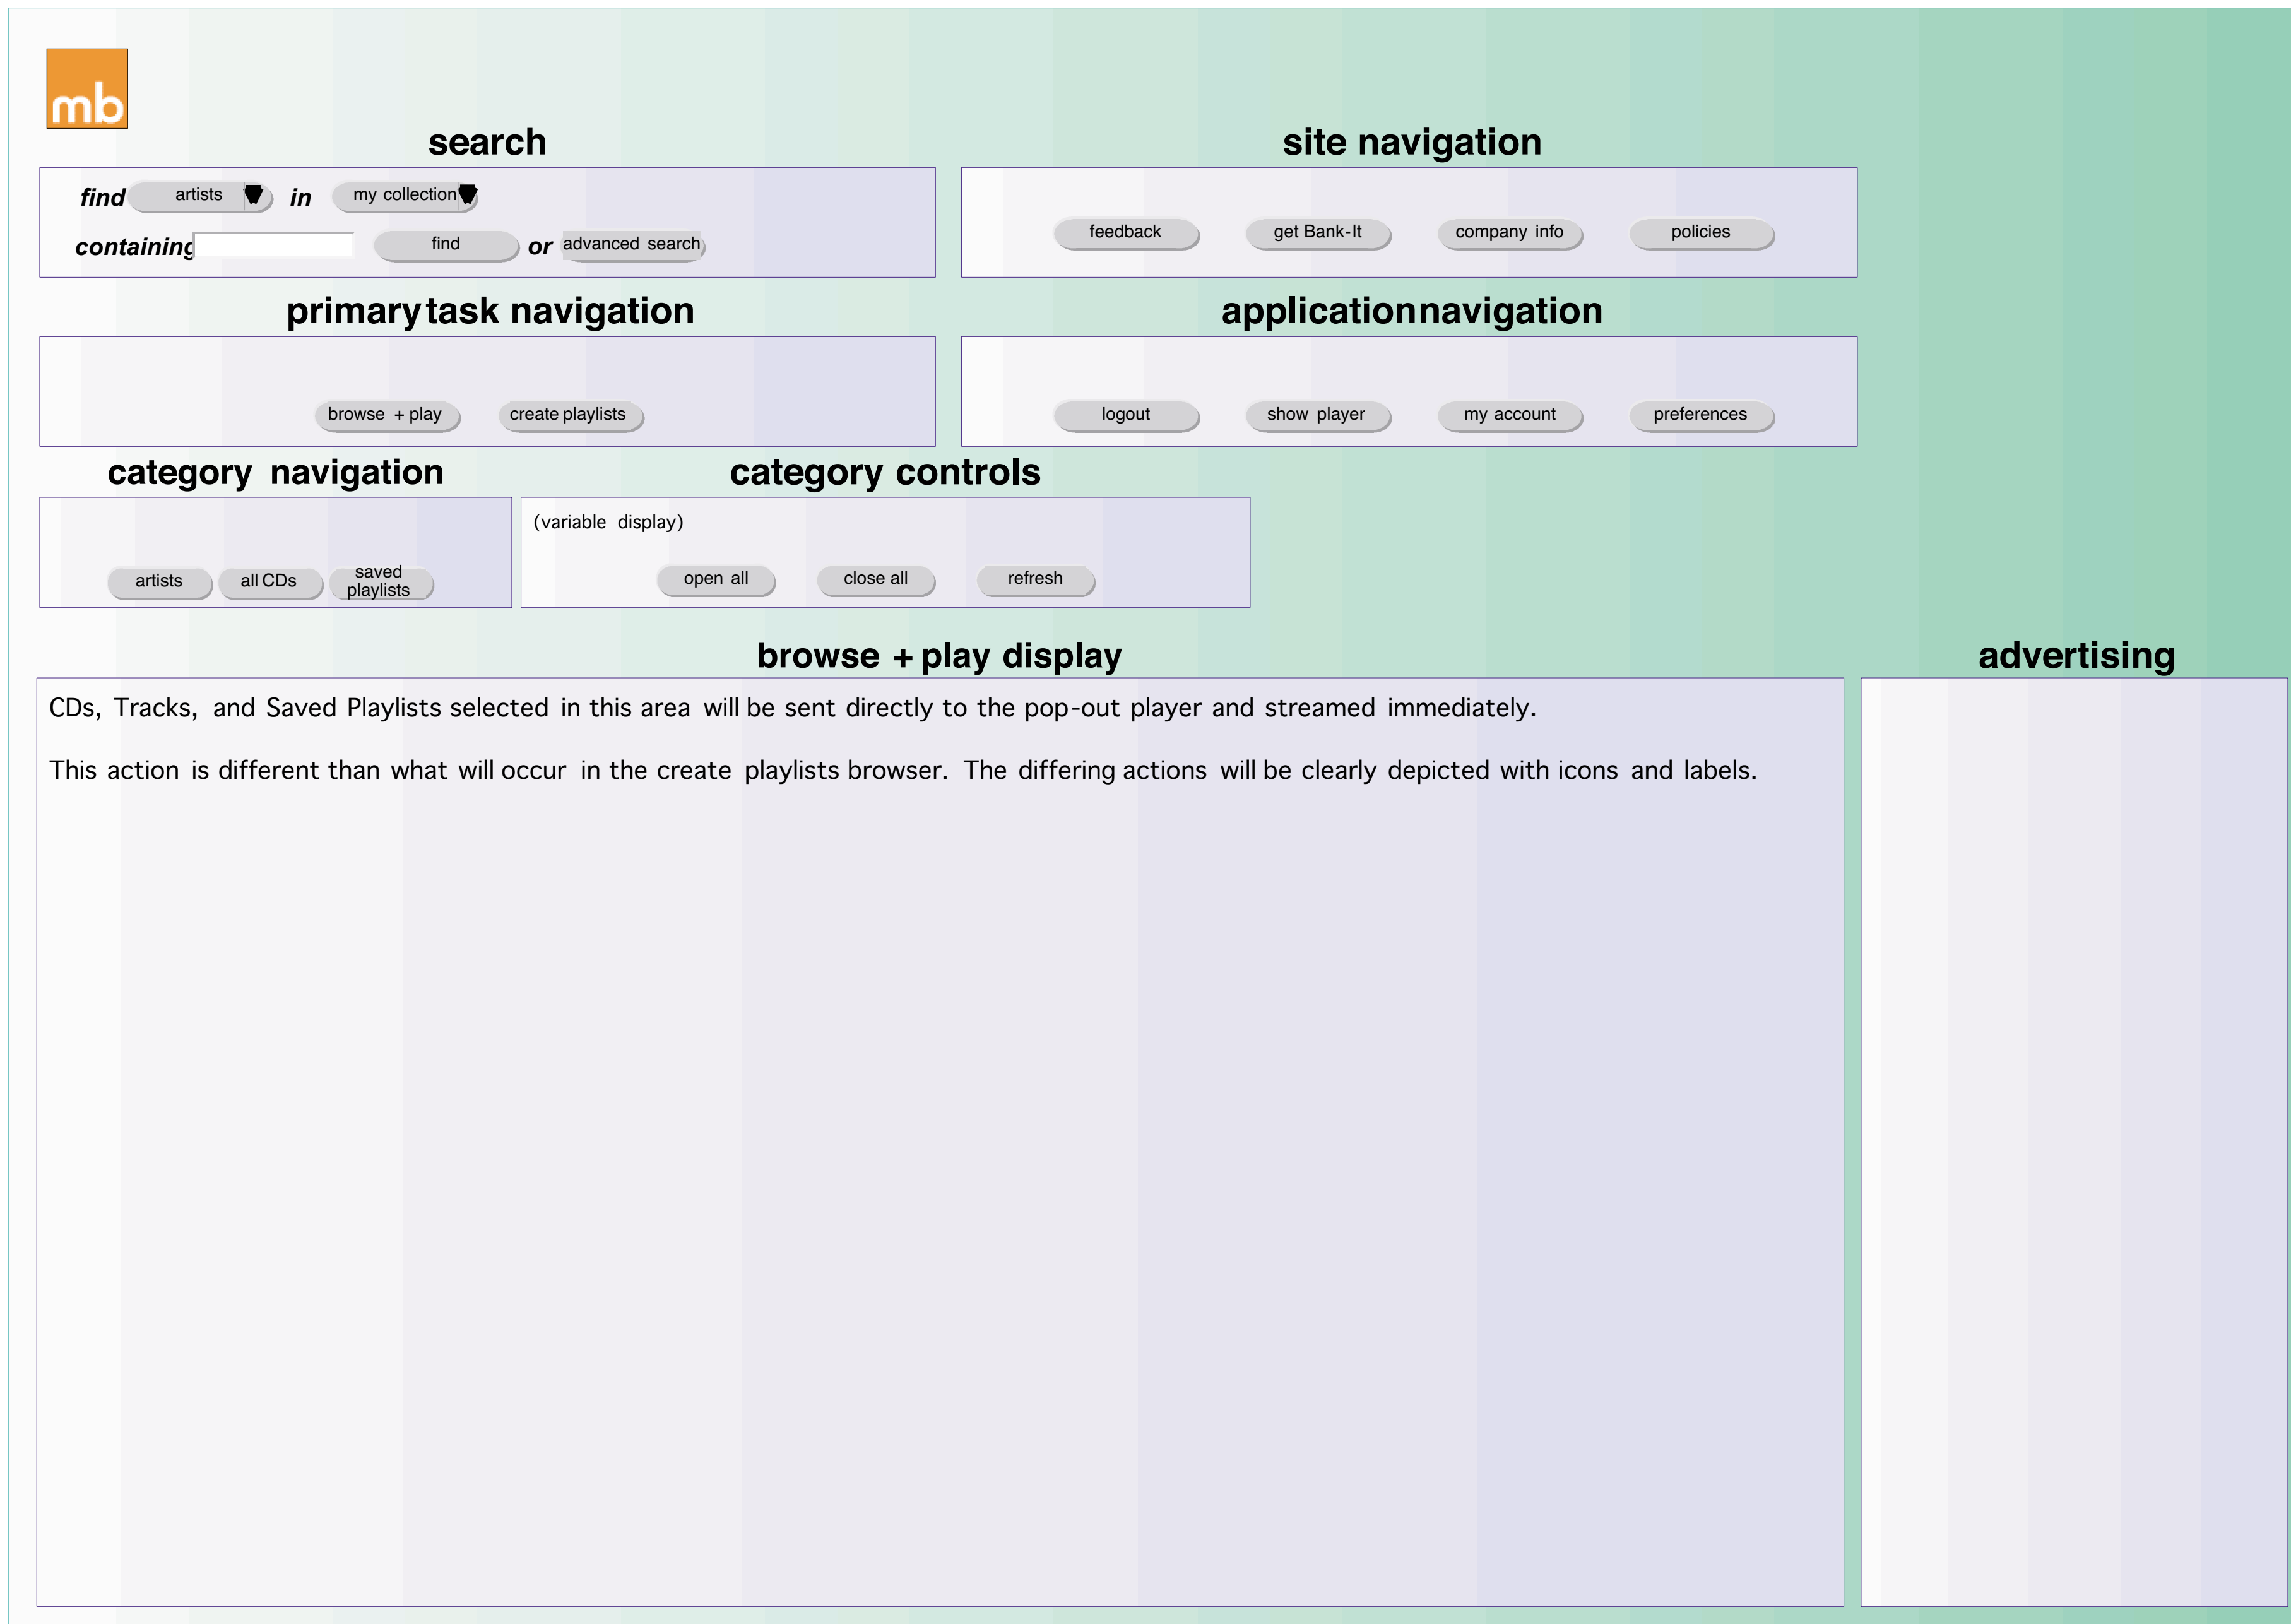 mb
search
find artists in my collection
containing find or advanced search
site navigation
feedback get Bank-It company info policies
primary task navigation
browse + play create playlists
application navigation
logout show player my account preferences
category navigation
artists all CDs saved
playlists
category controls
(variable display)
open all close all refresh
browse + play display
CDs, Tracks, and Saved Playlists selected in this area will be sent directly to the pop-out player and streamed immediately.
This action is different than what will occur in the create playlists browser. The differing actions will be clearly depicted with icons and labels.
advertising